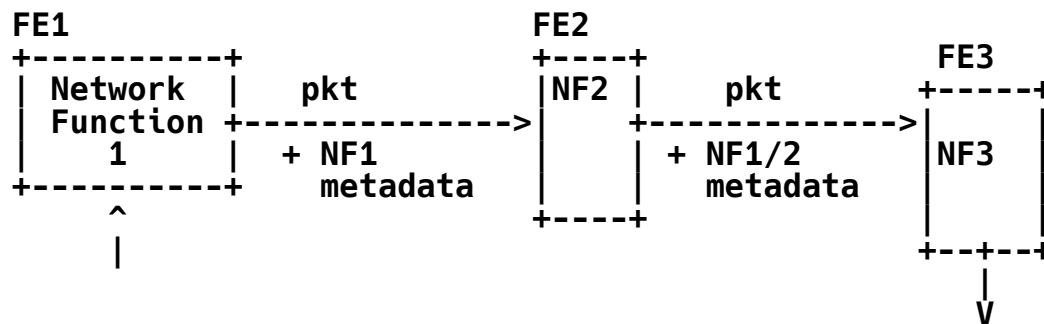 FE1                        FE2
+-----------+               +----+               FE3
| Network   |    pkt         |NF2 |     pkt      +-----+
| Function  +-------------->|    +------------->|     |
|    1      |  + NF1        |    | + NF1/2      |NF3  |
+-----------+    metadata   |    |   metadata   |     |
     ^                      +----+              |     |
     |                                          +--+--+
                                                   |
                                                   V